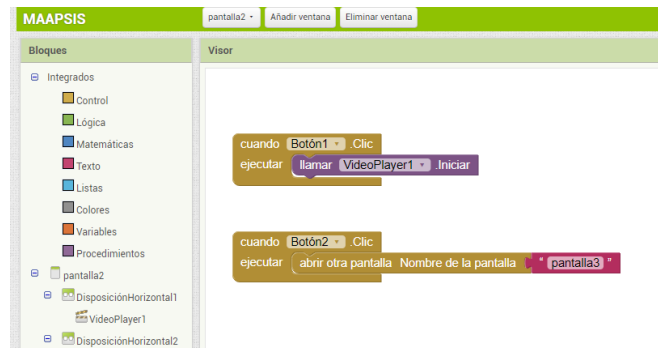 MAAPSIS
pantalla2 Añadir ventana Eliminar ventana
Bloques
Visor
Integrados
Control
Lógica
Matemáticas
Texto
Listas
Colores
Variables
Procedimientos
pantalla2
DisposiciónHorizontal1
VideoPlayer1
DisposiciónHorizontal2
cuando Botón1 .Clic
ejecutar llamar VideoPlayer1 .Iniciar
cuando Botón2 .Clic
ejecutar abrir otra pantalla Nombre de la pantalla " pantalla3 "